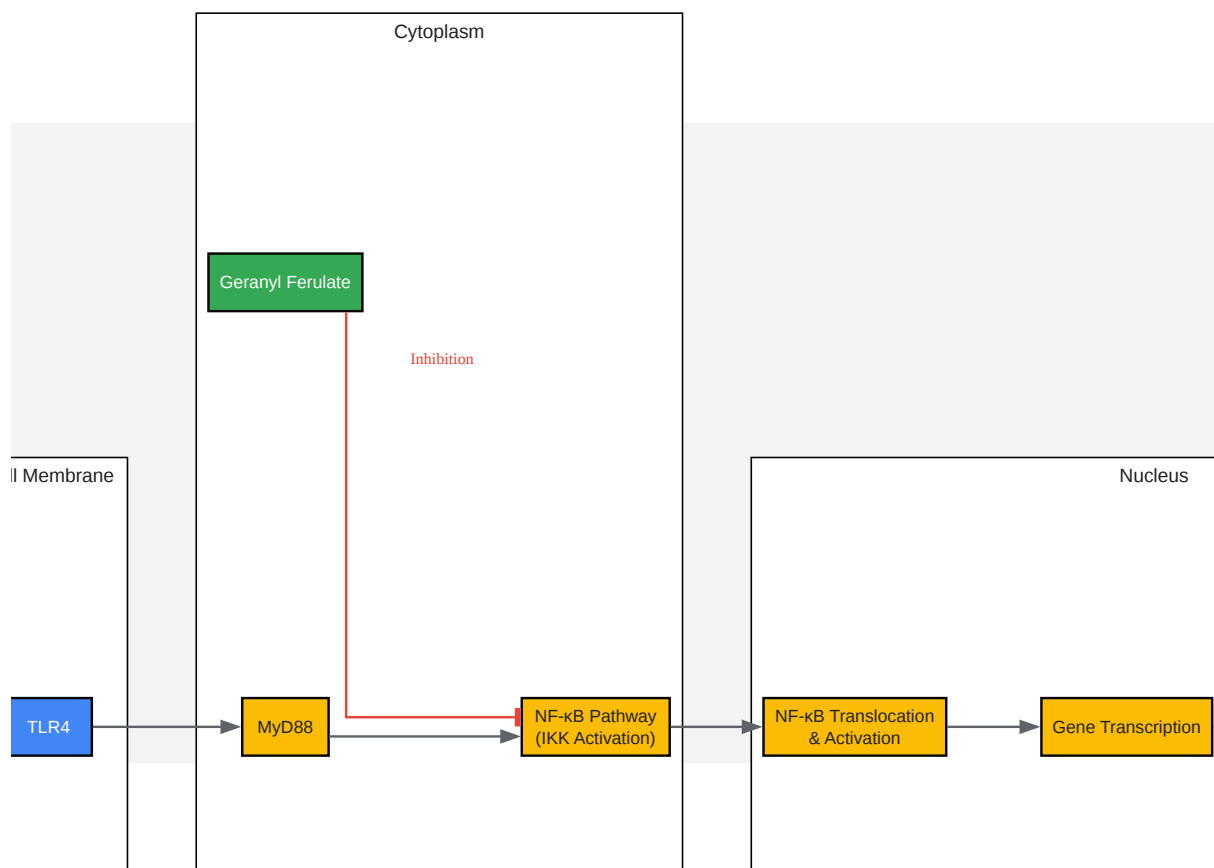 Cytoplasm
Geranyl Ferulate
Inhibition
ll Membrane
Nucleus
TLR4
MyD88
NF-κB Pathway
(IKK Activation)
NF-κB Translocation
& Activation
Gene Transcription